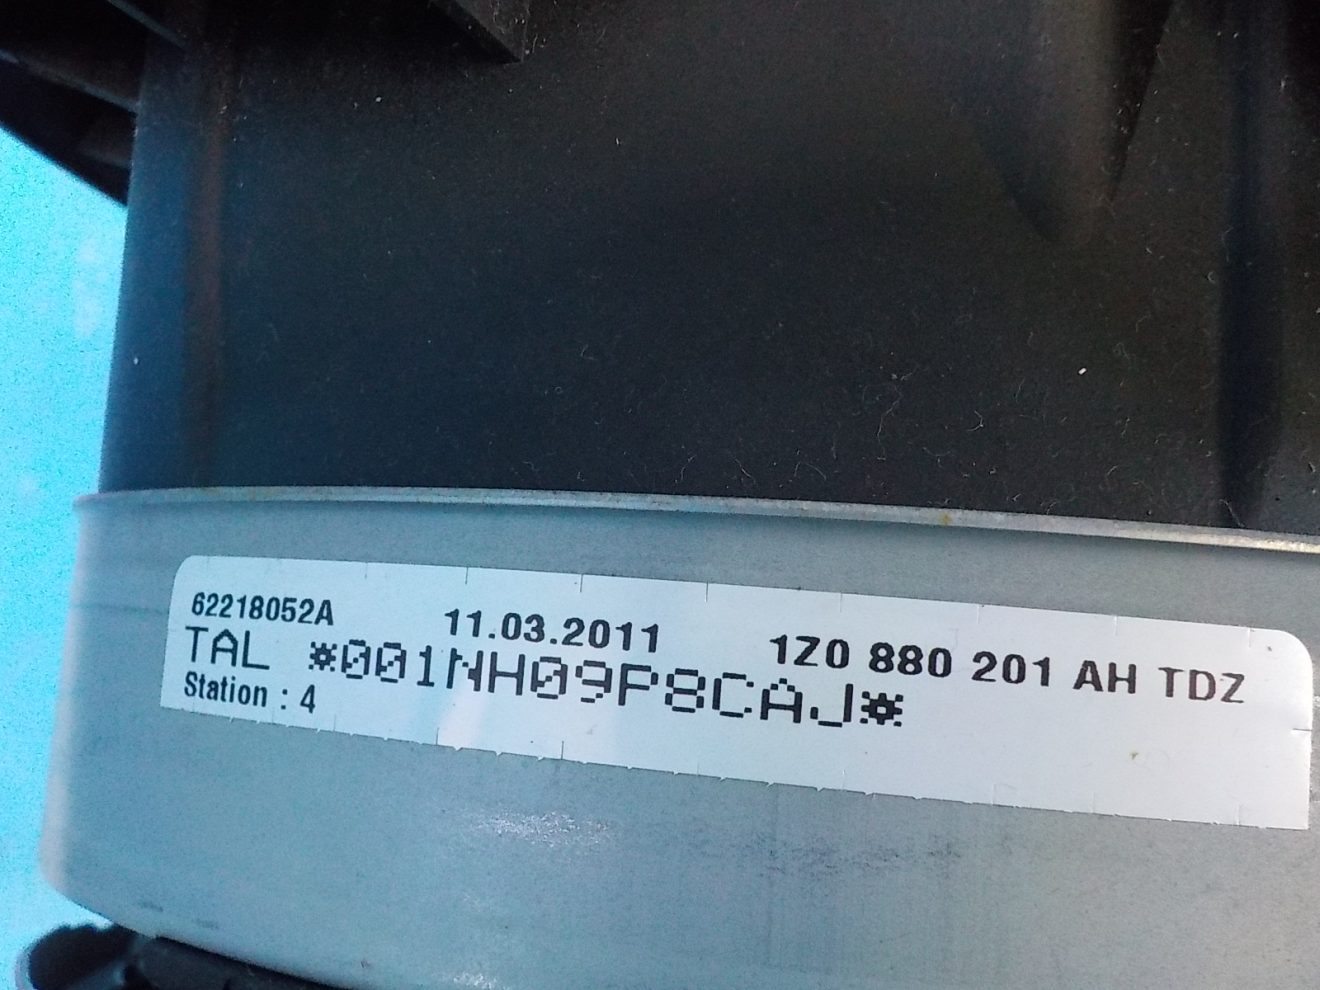 62218052A 11.03.2011 1Z0 880 201 AH TDZ
TAL *001NH09P8CAJ*
Station : 4